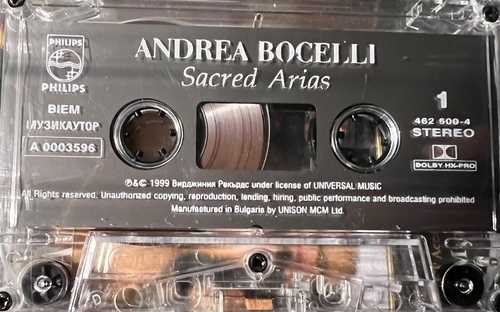 PHILIPS
PHILIPS
ANDREA BOCELLI
Sacred Arias
BIEM
МУЗИКАУТОР
A 0003596
1
462 600-4
STEREO
DOLBY HX-PRO
℗&© 1999 Вирджиния Рекърдс under license of UNIVERSAL MUSIC
All Rights reserved. Unauthorized copying, reproduction, lending, hiring, public performance and broadcasting prohibited
Manufactured in Bulgaria by UNISON MCM Ltd.